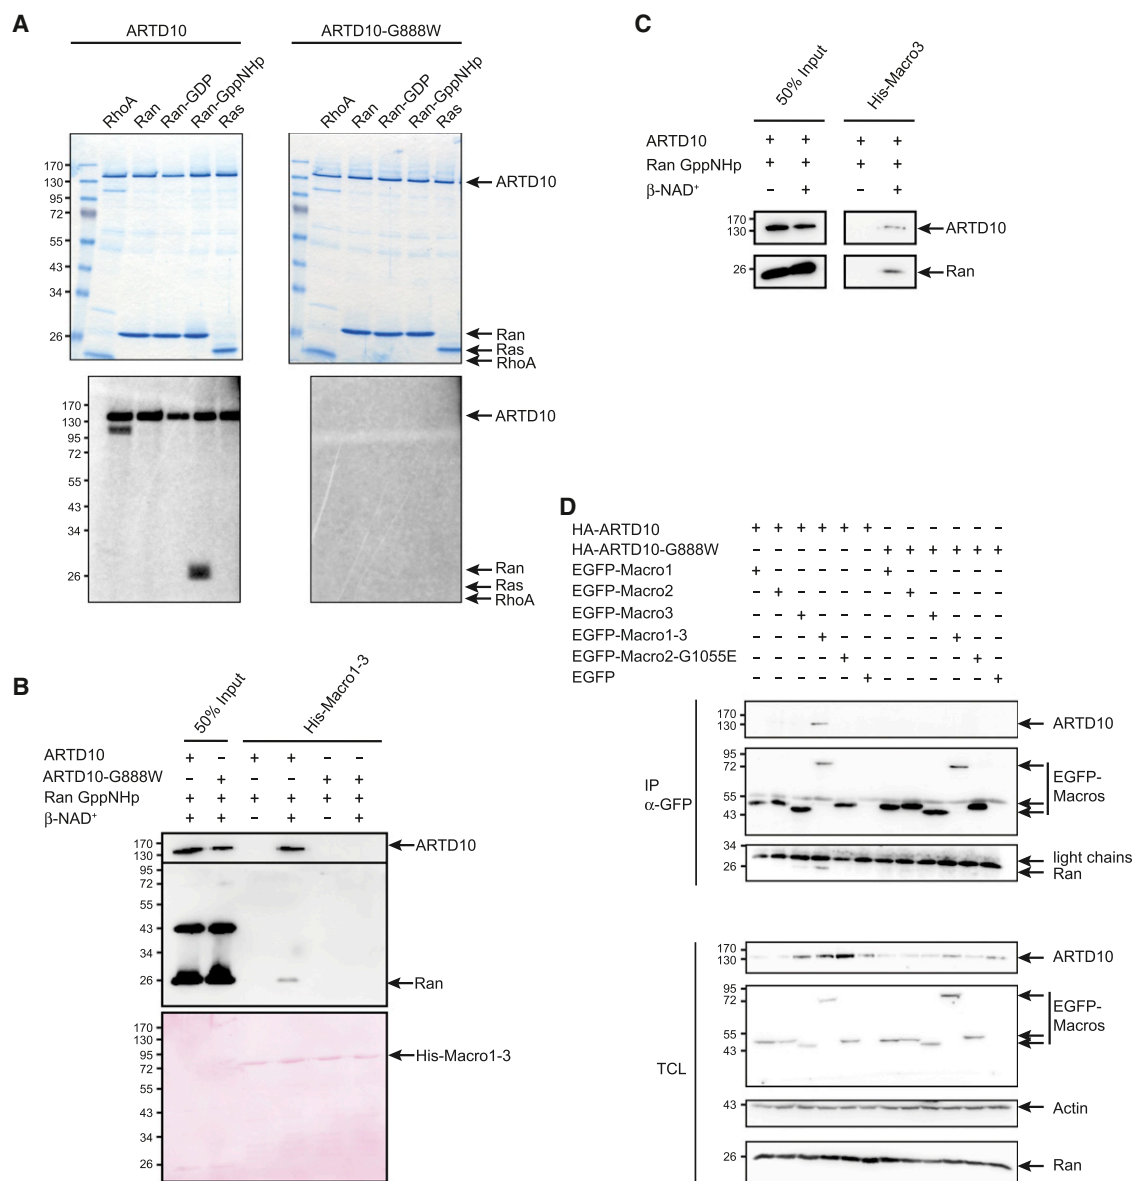 A
ARTD10
ARTD10-G888W
RhoA
Ran
Ran-GDP
Ran-GppNHp
Ras
RhoA
Ran
Ran-GDP
Ran-GppNHp
Ras
170
130
95
72
55
43
34
26
ARTD10
Ran
Ras
RhoA
170
130
95
72
55
43
34
26
ARTD10
Ran
Ras
RhoA
B
50% Input
His-Macro1-3
ARTD10 + – + + – –
ARTD10-G888W – + – – + +
Ran GppNHp + + + + + +
β-NAD+ + + – + – +
170
130
95
72
55
43
34
26
ARTD10
Ran
170
130
95
72
55
43
34
26
His-Macro1-3
C
50% Input
His-Macro3
ARTD10 + + + +
Ran GppNHp + + + +
β-NAD+ – + – +
170
130
ARTD10
26
Ran
D
HA-ARTD10 + + + + + + – – – – – –
HA-ARTD10-G888W – – – – – – + + + + + +
EGFP-Macro1 + – – – – – + – – – – –
EGFP-Macro2 – + – – – – – + – – – –
EGFP-Macro3 – – + – – – – – + – – –
EGFP-Macro1-3 – – – + – – – – – + – –
EGFP-Macro2-G1055E – – – – + – – – – – + –
EGFP – – – – – + – – – – – +
IP
α-GFP
170
130
ARTD10
95
72
55
43
EGFP-
Macros
34
26
light chains
Ran
TCL
170
130
ARTD10
95
72
55
43
EGFP-
Macros
43
Actin
26
Ran